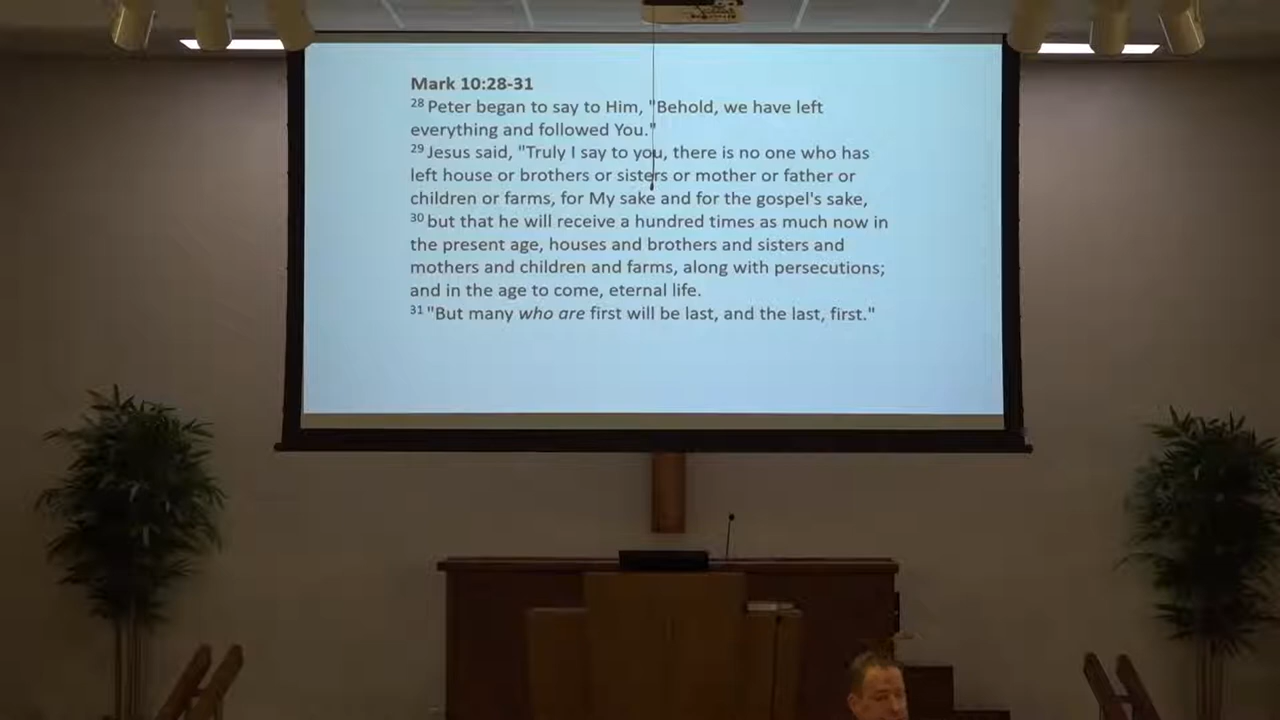 Mark 10:28-31
28 Peter began to say to Him, "Behold, we have left
everything and followed You."
29 Jesus said, "Truly I say to you, there is no one who has
left house or brothers or sisters or mother or father or
children or farms, for My sake and for the gospel's sake,
30 but that he will receive a hundred times as much now in
the present age, houses and brothers and sisters and
mothers and children and farms, along with persecutions;
and in the age to come, eternal life.
31 "But many who are first will be last, and the last, first."